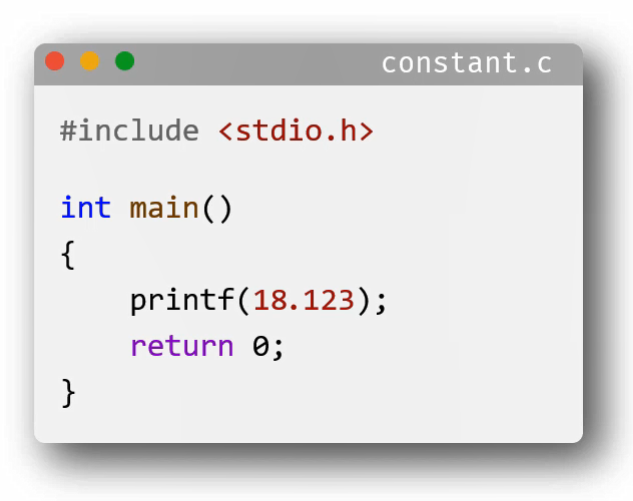 constant.c
#include <stdio.h>
int main()
{
    printf(18.123);
    return 0;
}